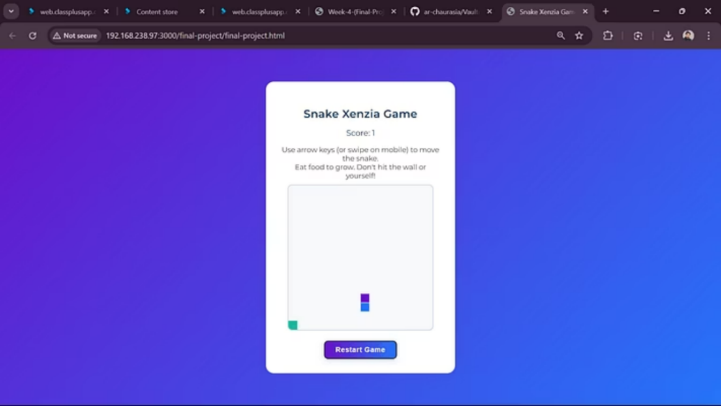 web.classplusapp.
Content store
web.classplusapp.
Week-4-(Final-Pro
ar-chaurasia/Vault
Snake Xenzia Game
Not secure
192.168.238.97:3000/final-project/final-project.html
Snake Xenzia Game
Score: 1
Use arrow keys (or swipe on mobile) to move
the snake.
Eat food to grow. Don't hit the wall or
yourself!
Restart Game